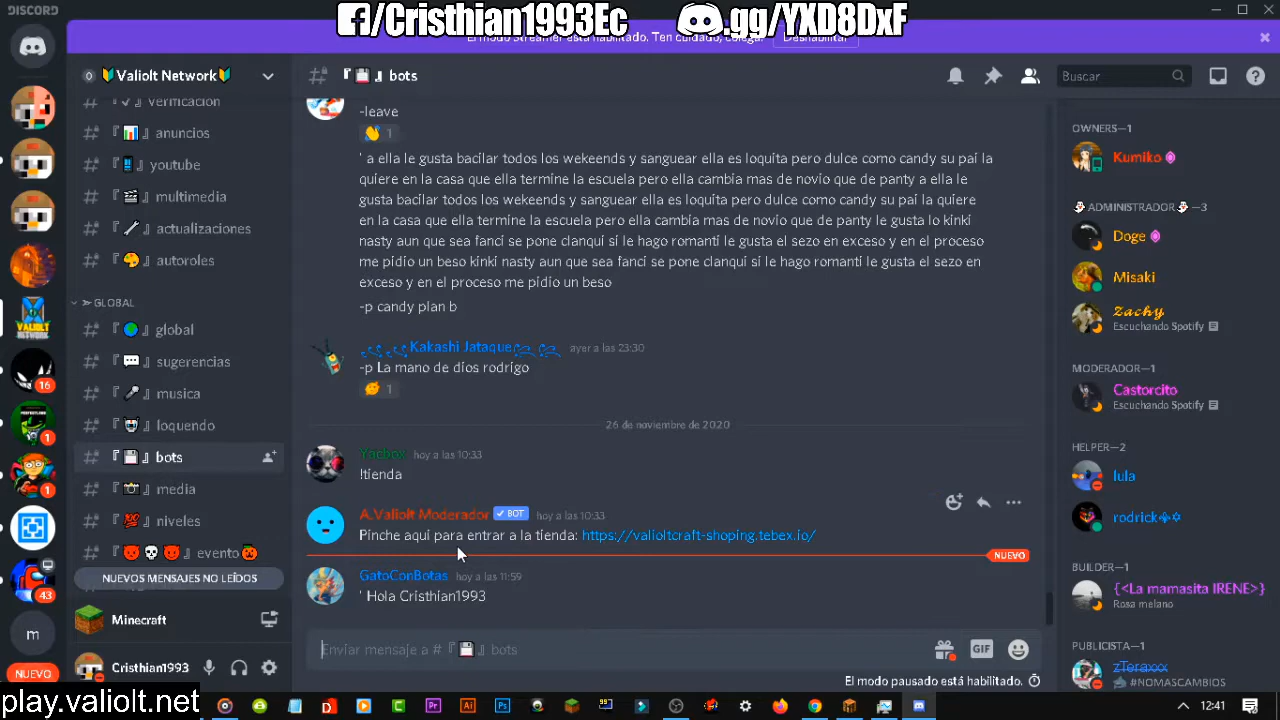 DISCORD
/Cristhian1993Ec
.gg/YXD8DxF
El modo Streamer está habilitado. Ten cuidado, colega.
Deshabilitar
Valiolt Network
『💾』bots
Buscar
verificación
『📊』anuncios
『📱』youtube
『🎬』multimedia
『🔧』actualizaciones
『🎨』autoroles
GLOBAL
『🌎』global
『💬』sugerencias
『🎤』musica
『🤡』loquendo
『💾』bots
『📷』media
『💯』niveles
evento🎃
NUEVOS MENSAJES NO LEÍDOS
Minecraft
Cristhian1993
16
1
1
43
m
NUEVO
play.valiolt.net
-leave
👋 1
' a ella le gusta bacilar todos los wekeends y sanguear ella es loquita pero dulce como candy su pai la
quiere en la casa que ella termine la escuela pero ella cambia mas de novio que de panty a ella le
gusta bacilar todos los wekeends y sanguear ella es loquita pero dulce como candy su pai la quiere
en la casa que ella termine la escuela pero ella cambia mas de novio que de panty le gusta lo kinki
nasty aun que sea fanci se pone clanqui si le hago romanti le gusta el sezo en exceso y en el proceso
me pidio un beso kinki nasty aun que sea fanci se pone clanqui si le hago romanti le gusta el sezo en
exceso y en el proceso me pidio un beso
-p candy plan b
Kakashi Jataque ayer a las 23:30
-p La mano de dios rodrigo
1
26 de noviembre de 2020
hoy a las 10:33
!tienda
A.Valiolt Moderador ✓ BOT hoy a las 10:33
Pinche aqui para entrar a la tienda: https://valioltcraft-shoping.tebex.io/
NUEVO
GatoConBotas hoy a las 11:59
' Hola Cristhian1993
Enviar mensaje a #『💾』bots
GIF
El modo pausado está habilitado.
OWNERS—1
Kumiko
ADMINISTRADOR —3
Doge
Misaki
Zachy
Escuchando Spotify
MODERADOR—1
Castorcito
Escuchando Spotify
HELPER—2
lula
rodrick
BUILDER—1
{<La mamasita IRENE>}
Rosa melano
PUBLICISTA—1
zTeraxxx
#NOMASCANCIOS
12:41